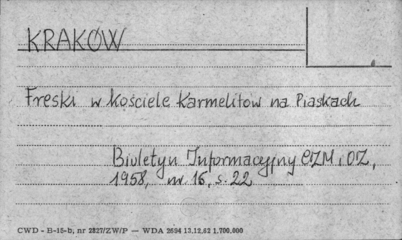 KRAKÓW
Freski w kościele Karmelitów na Piaskach
Biuletyn Informacyjny CZM i OZ,
1958, nr. 16, s. 22
CWD - B-15-b, nr 2827/ZW/P — WDA 2694 13.12.62 1.700.000